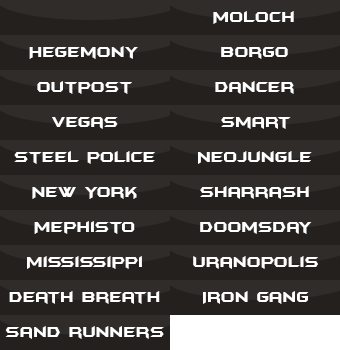 MOLOCH
HEGEMONY BORGO
OUTPOST DANCER
VEGAS SMART
STEEL POLICE NEOJUNGLE
NEW YORK SHARRASH
MEPHISTO DOOMSDAY
MISSISSIPPI URANOPOLIS
DEATH BREATH IRON GANG
SAND RUNNERS